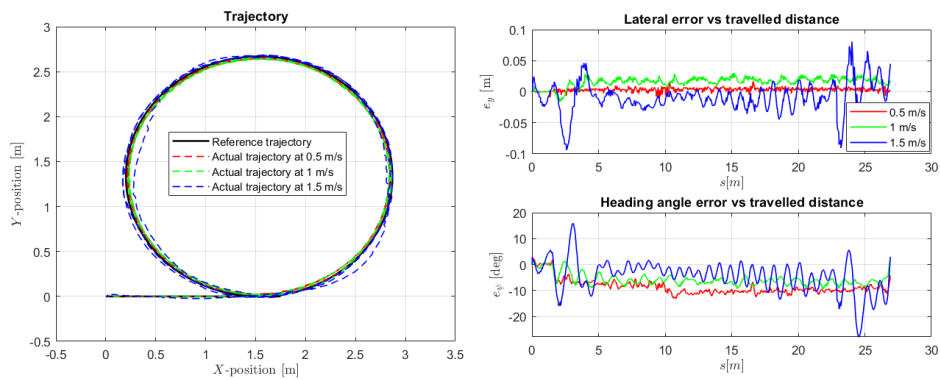 Trajectory
3
2.5
2
1.5
1
0.5
0
-0.5
Y-position [m]
Reference trajectory
Actual trajectory at 0.5 m/s
Actual trajectory at 1 m/s
Actual trajectory at 1.5 m/s
-0.5 0 0.5 1 1.5 2 2.5 3 3.5
X-position [m]
Lateral error vs travelled distance
0.1
0.05
0
-0.05
-0.1
e_y [m]
0.5 m/s
1 m/s
1.5 m/s
0 5 10 15 20 25 30
s[m]
Heading angle error vs travelled distance
20
10
0
-10
-20
e_ψ [deg]
0 5 10 15 20 25 30
s[m]